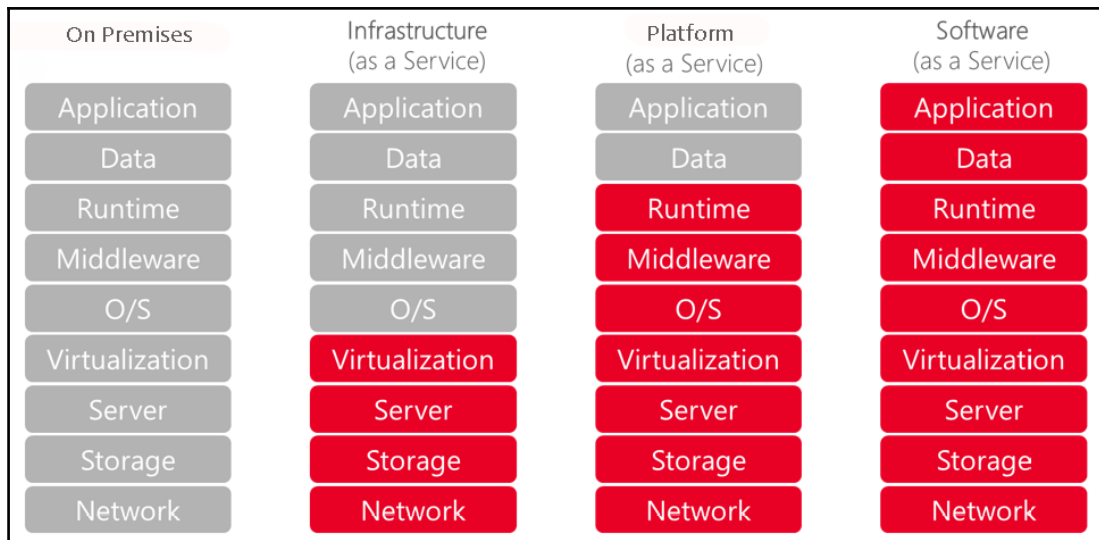 On Premises
Infrastructure
(as a Service)
Platform
(as a Service)
Software
(as a Service)
Application
Application
Application
Application
Data
Data
Data
Data
Runtime
Runtime
Runtime
Runtime
Middleware
Middleware
Middleware
Middleware
O/S
O/S
O/S
O/S
Virtualization
Virtualization
Virtualization
Virtualization
Server
Server
Server
Server
Storage
Storage
Storage
Storage
Network
Network
Network
Network